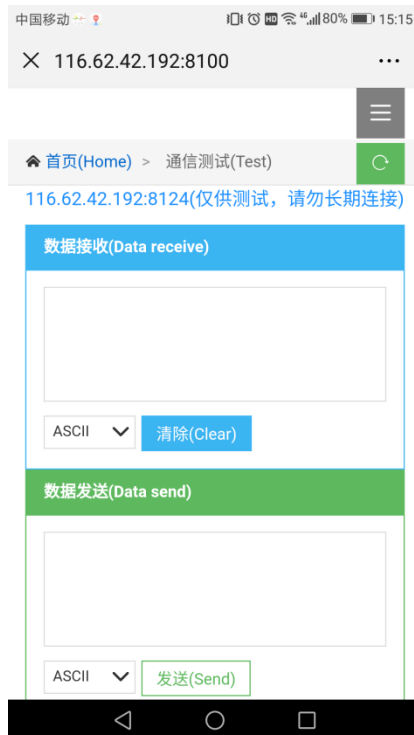 中国移动 HD 46 80% 15:15
116.62.42.192:8100
首页(Home) > 通信测试(Test)
116.62.42.192:8124(仅供测试，请勿长期连接)
数据接收(Data receive)
ASCII 清除(Clear)
数据发送(Data send)
ASCII 发送(Send)